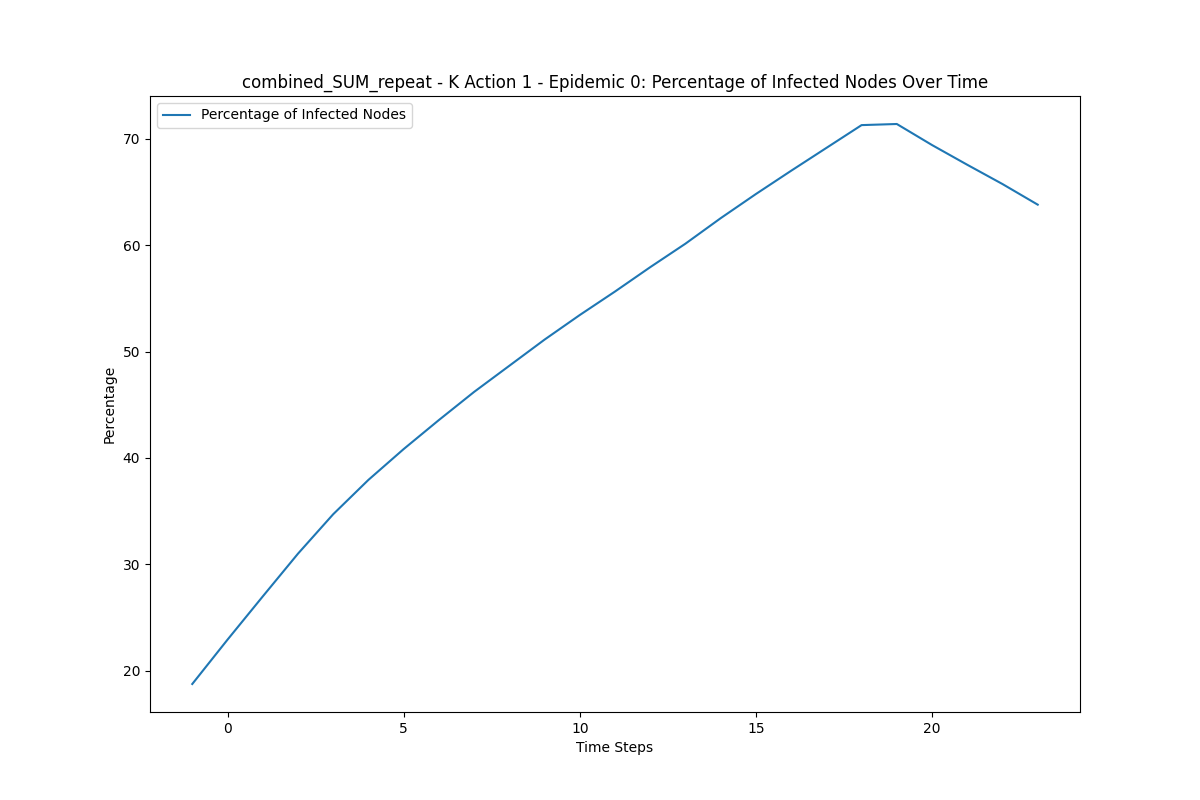 combined_SUM_repeat - K Action 1 - Epidemic 0: Percentage of Infected Nodes Over Time
Percentage of Infected Nodes
70
60
50
40
30
20
Percentage
0 5 10 15 20
Time Steps